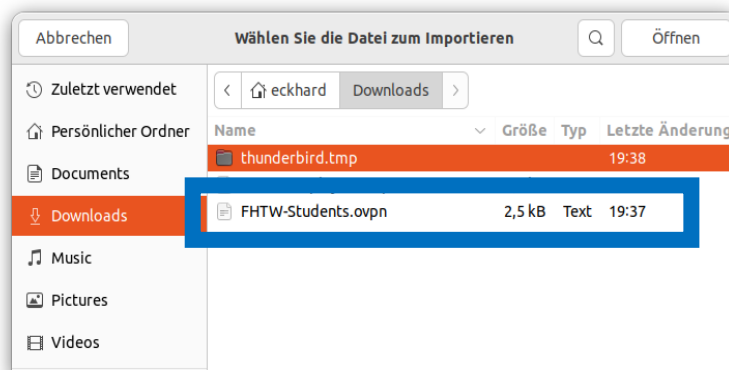 Abbrechen
Wählen Sie die Datei zum Importieren
Öffnen
Zuletzt verwendet
Persönlicher Ordner
Documents
Downloads
Music
Pictures
Videos
eckhard
Downloads
Name Größe Typ Letzte Änderung
thunderbird.tmp 19:38
FHTW-Students.ovpn 2,5 kB Text 19:37